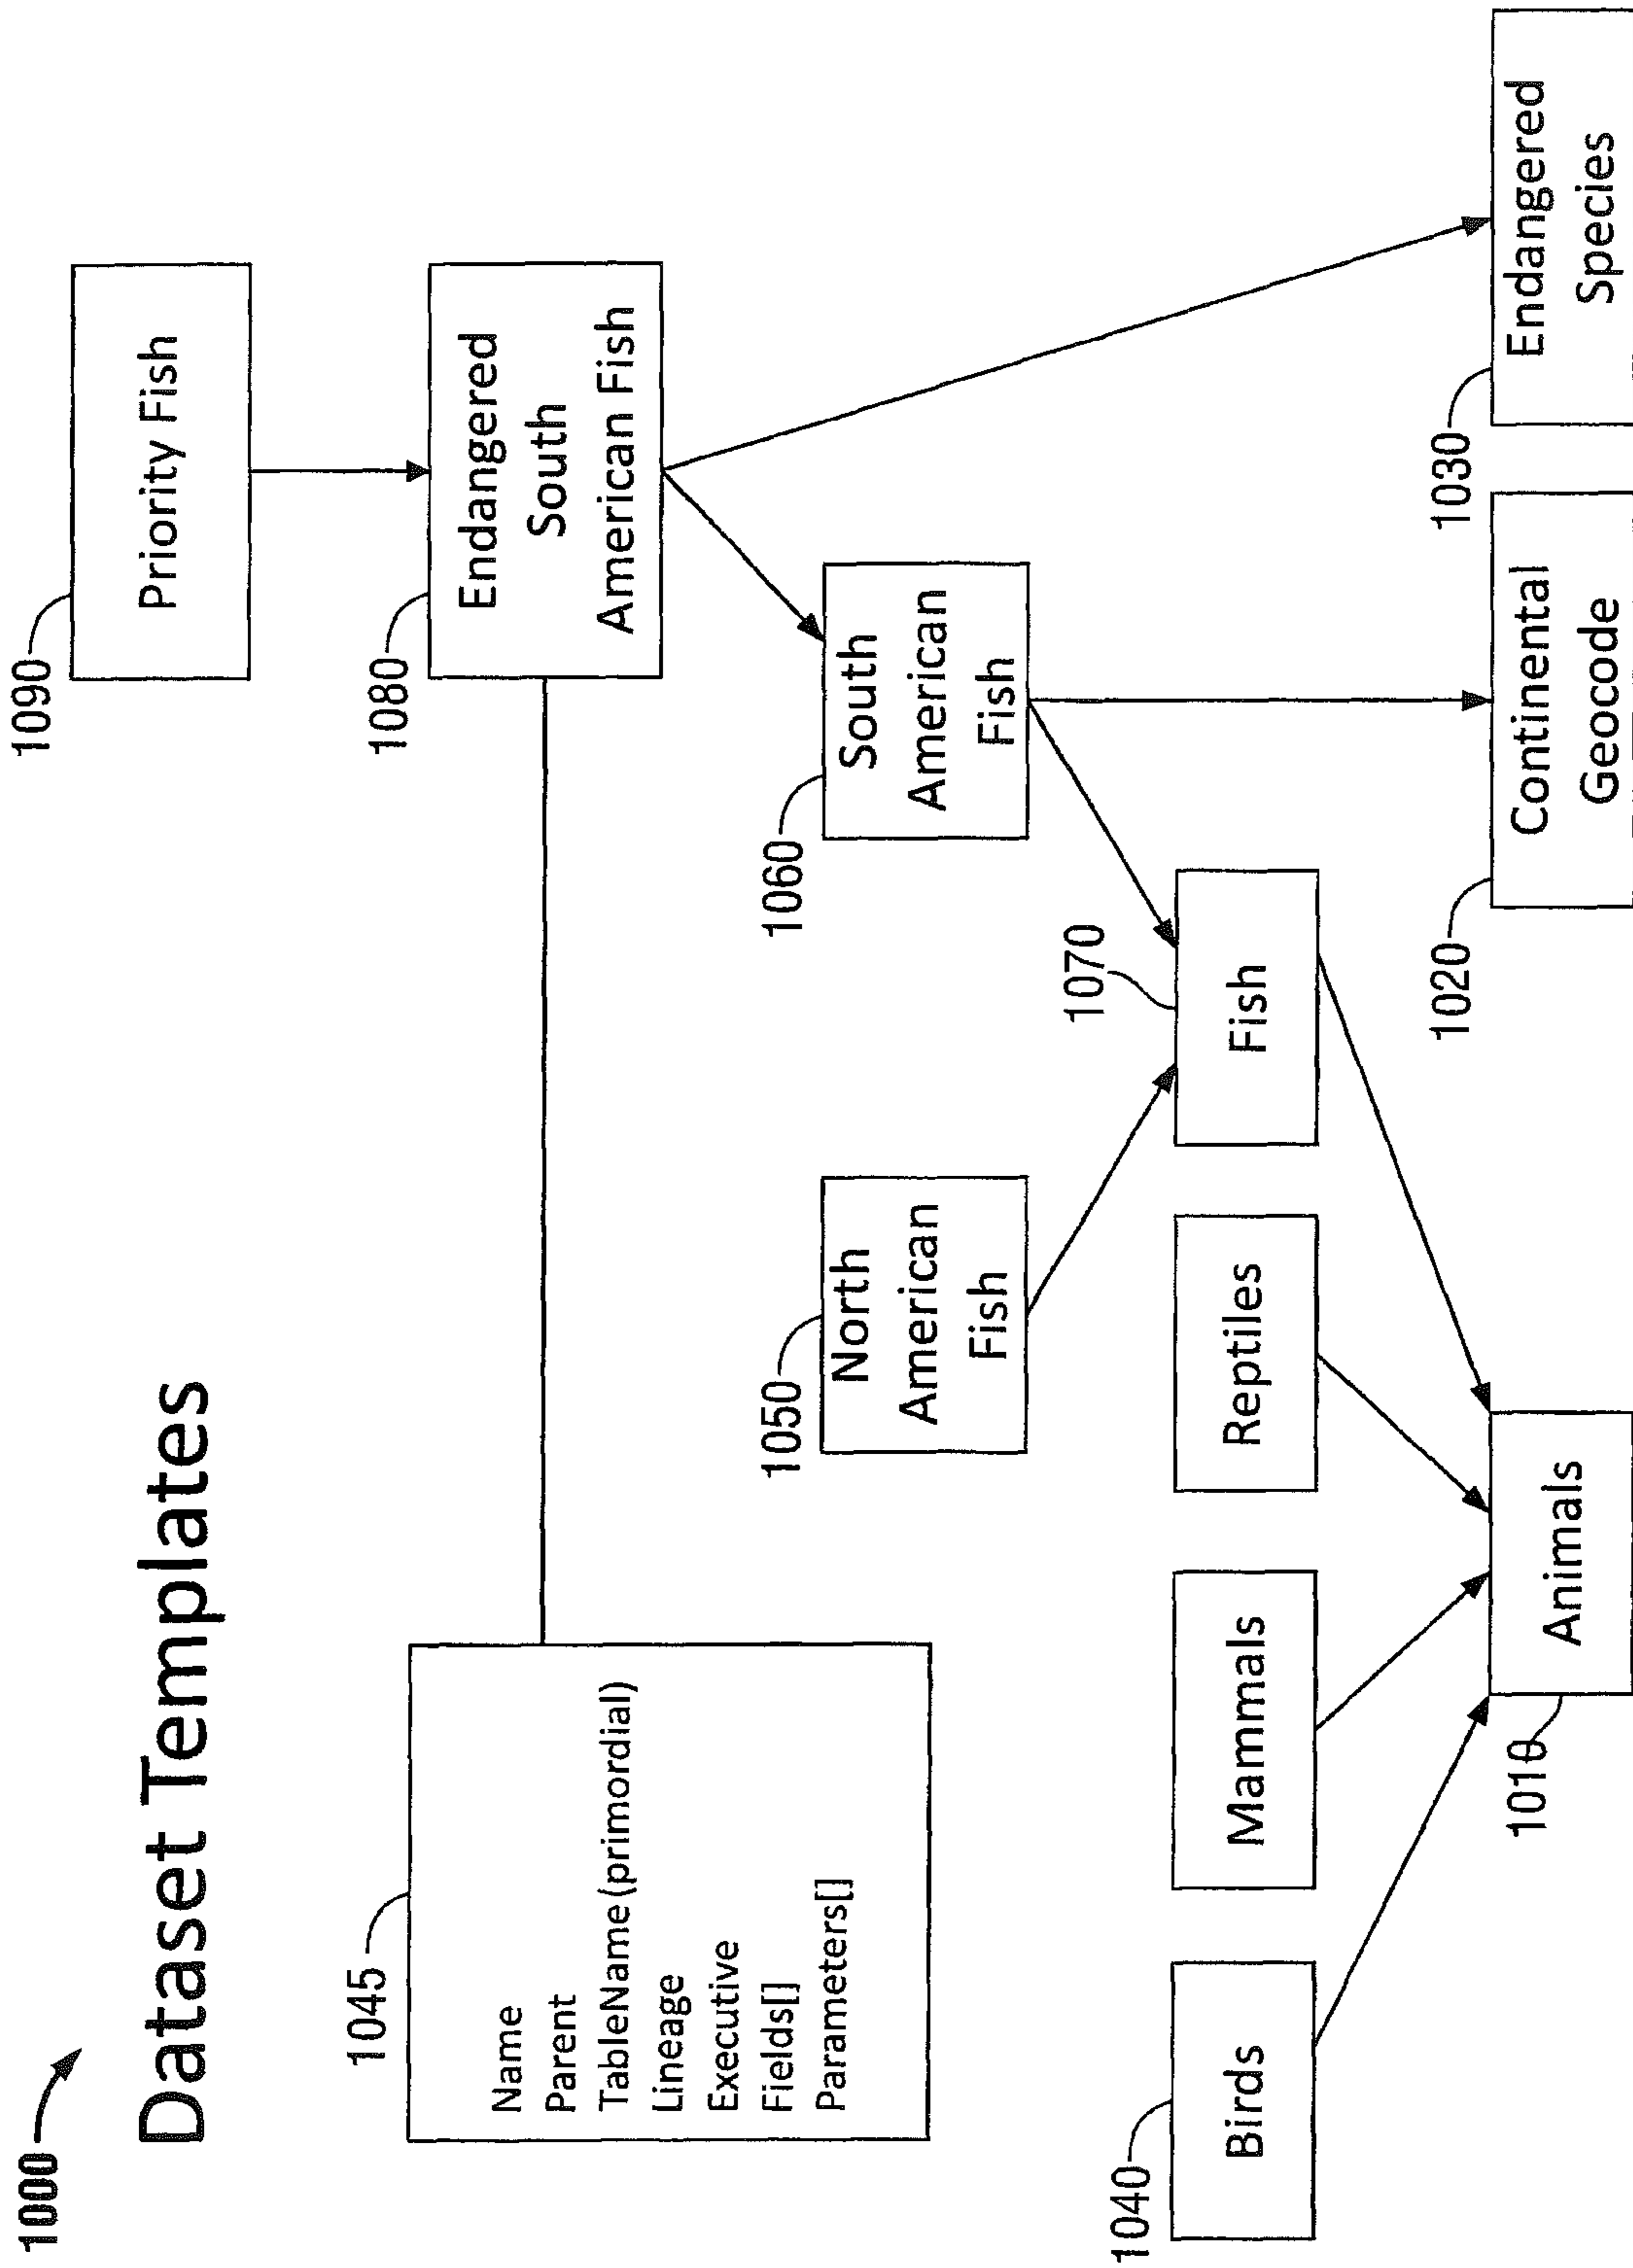 1000
Dataset Templates
1090
Priority Fish
1045
Name
Parent
TableName(primordial)
Lineage
Executive
Fields[]
Parameters[]
1080
Endangered
South
American Fish
1050
North
American
Fish
1060
South
American
Fish
1040
Birds
Mammals
Reptiles
1070
Fish
1010
Animals
1020
Continental
Geocode
1030
Endangered
Species